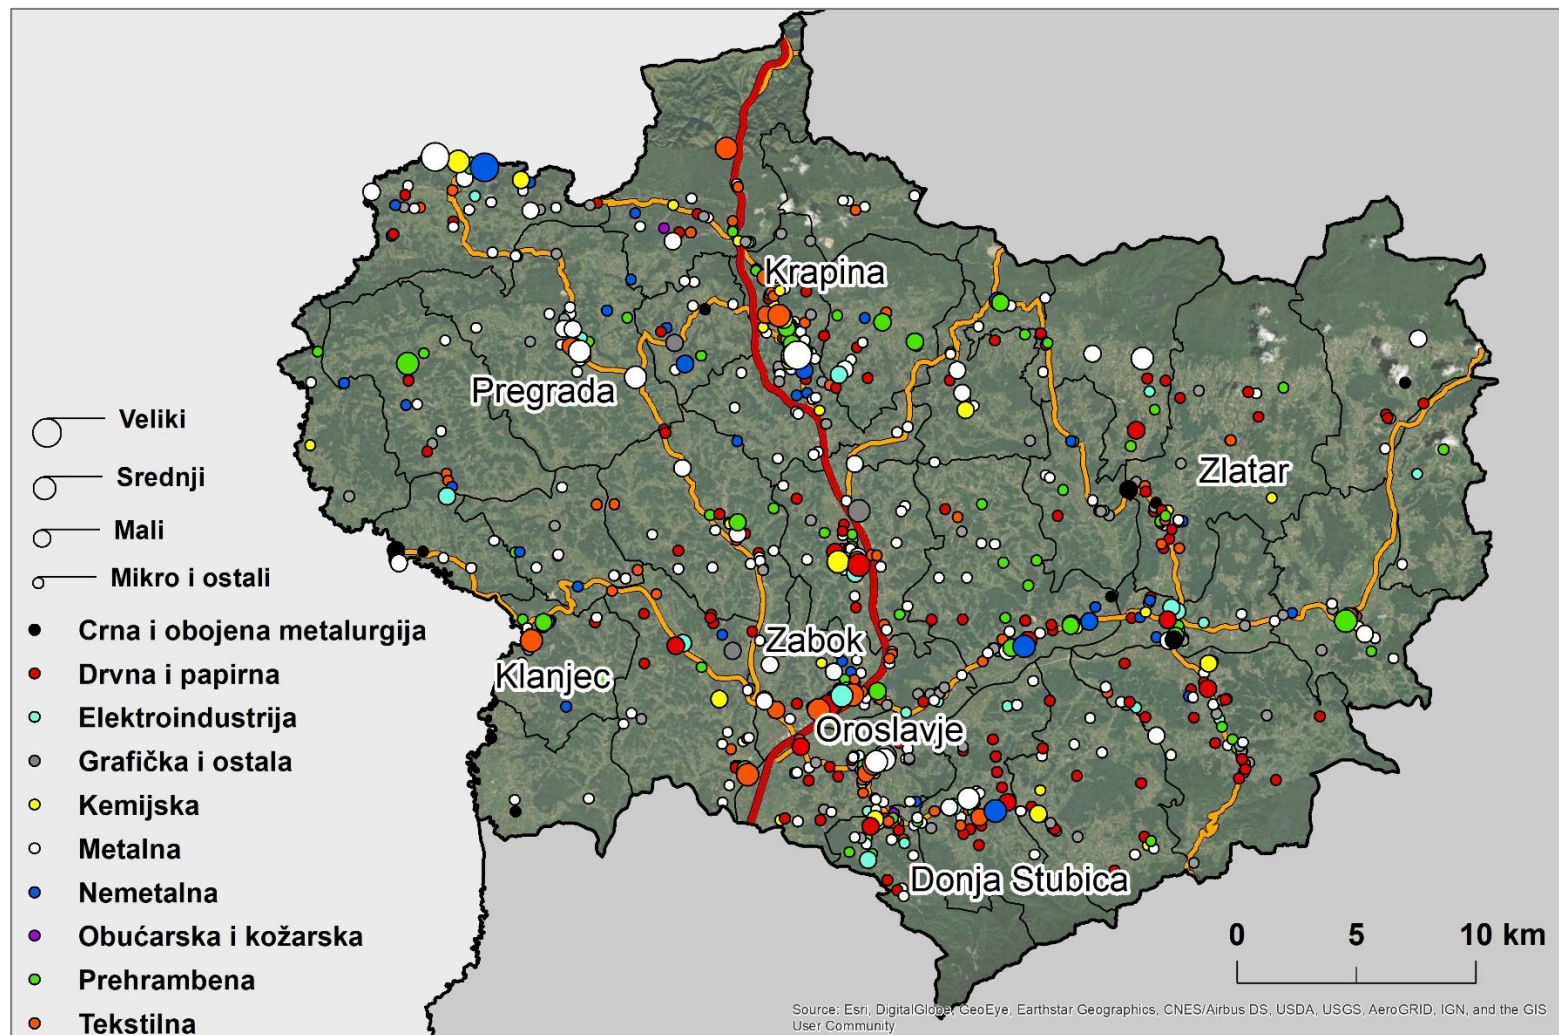 Krapina
Pregrada
Zlatar
Zabok
Klanjec
Oroslavje
Donja Stubica
Veliki
Srednji
Mali
Mikro i ostali
Crna i obojena metalurgija
Drvna i papirna
Elektroindustrija
Grafička i ostala
Kemijska
Metalna
Nemetalna
Obućarska i kožarska
Prehrambena
Tekstilna
0 5 10 km
Source: Esri, DigitalGlobe, GeoEye, Earthstar Geographics, CNES/Airbus DS, USDA, USGS, AeroGRID, IGN, and the GIS
User Community